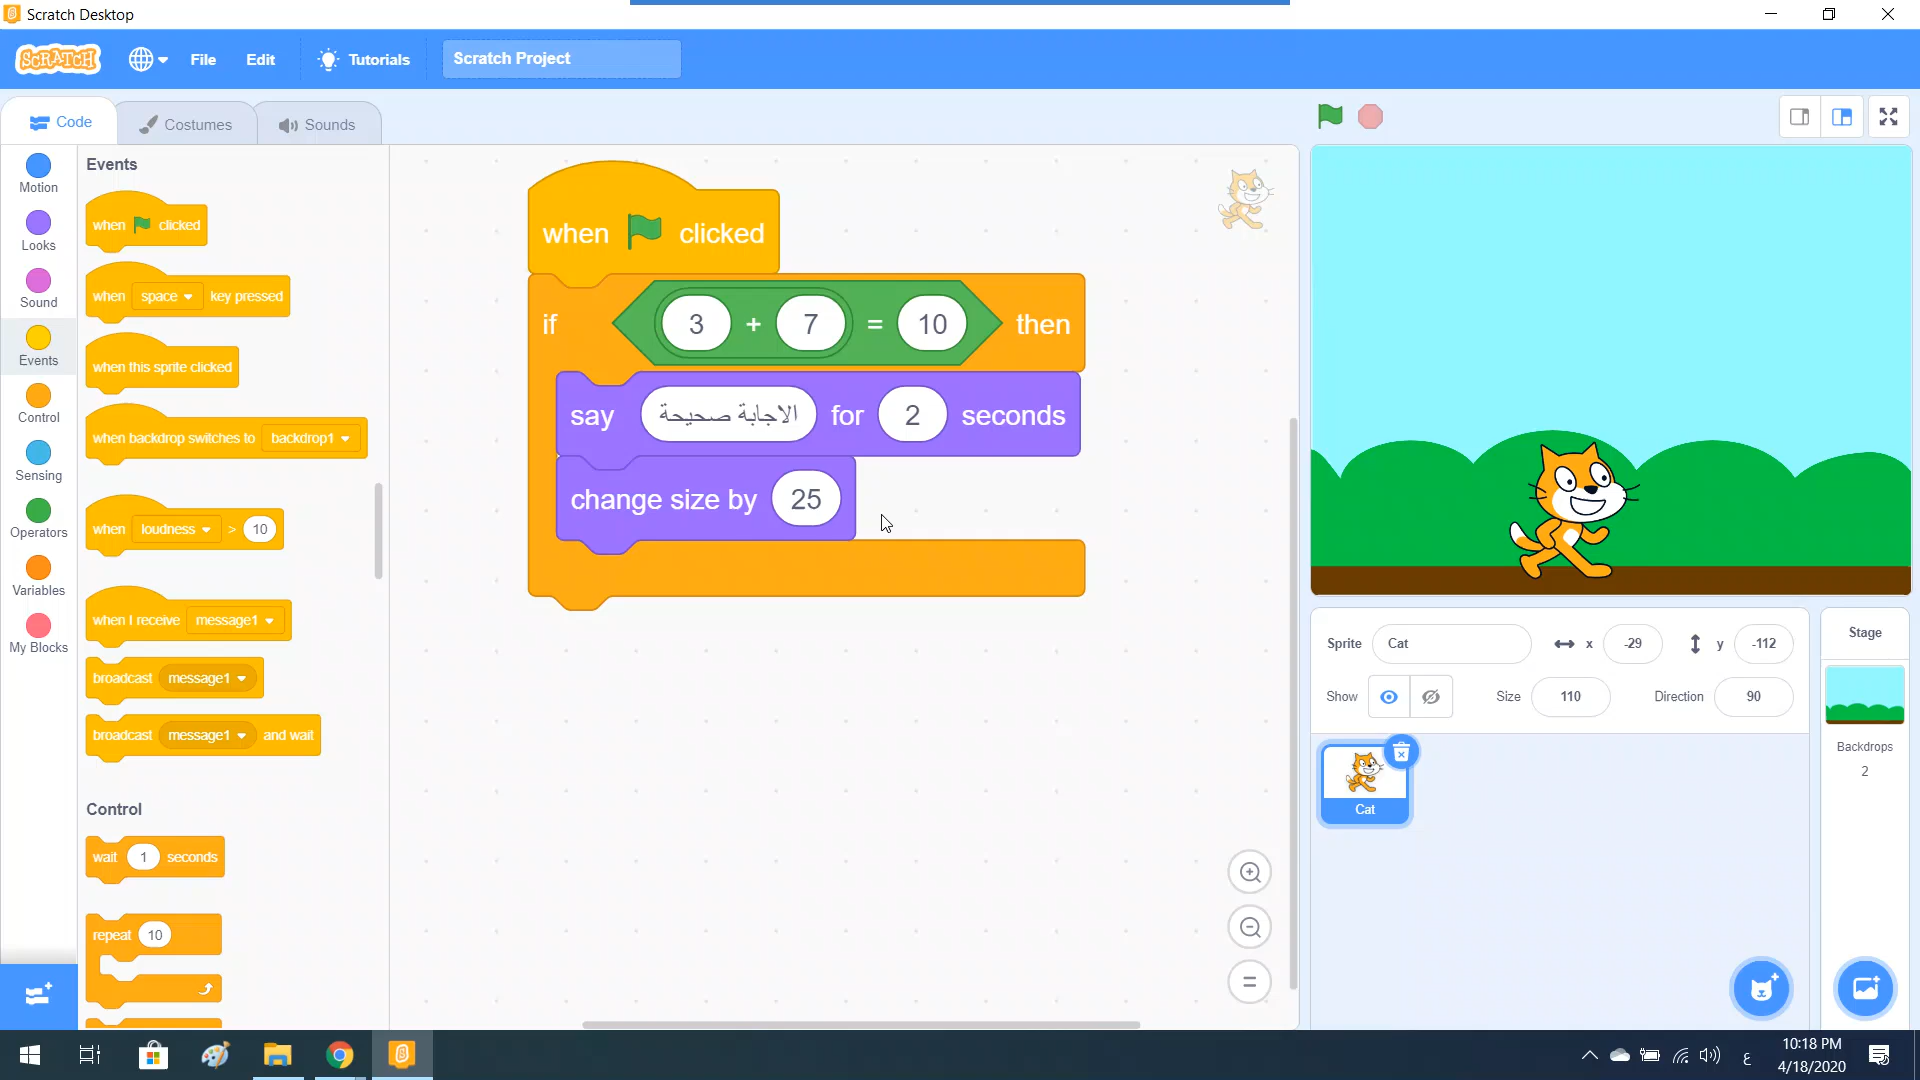 Scratch Desktop
SCRATCH File Edit Tutorials Scratch Project
Code Costumes Sounds
Motion
Looks
Sound
Events
Control
Sensing
Operators
Variables
My Blocks
Events
when clicked
when space key pressed
when this sprite clicked
when backdrop switches to backdrop1
when loudness > 10
when I receive message1
broadcast message1
broadcast message1 and wait
Control
wait 1 seconds
repeat 10
when clicked
if 3 + 7 = 10 then
say الاجابة صحيحة for 2 seconds
change size by 25
Sprite Cat x -29 y -112
Show Size 110 Direction 90
Cat
Stage
Backdrops
2
ع
10:18 PM
4/18/2020